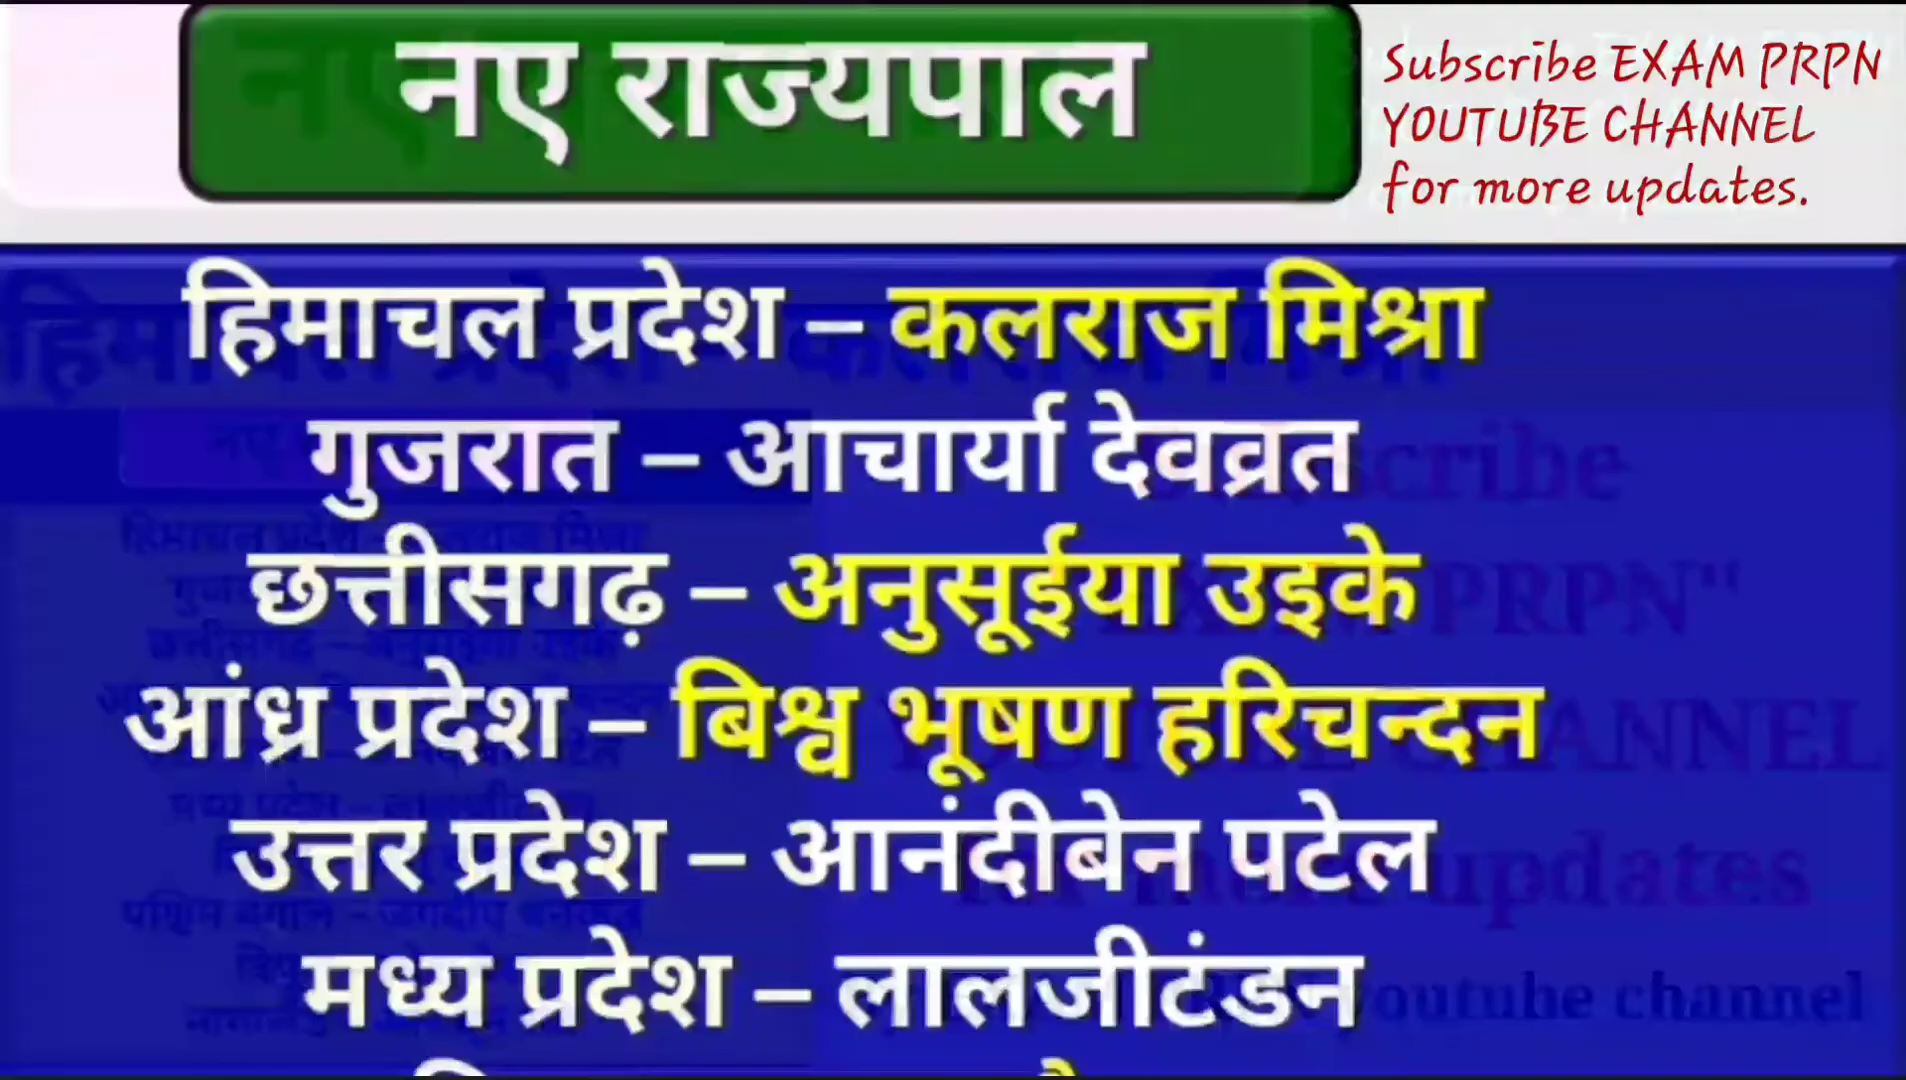 नए राज्यपाल
Subscribe EXAM PRPN
YOUTUBE CHANNEL
for more updates.
हिमाचल प्रदेश – कलराज मिश्रा
गुजरात – आचार्या देवव्रत
छत्तीसगढ़ – अनुसूईया उइके
आंध्र प्रदेश – बिश्व भूषण हरिचन्दन
उत्तर प्रदेश – आनंदीबेन पटेल
मध्य प्रदेश – लालजीटंडन